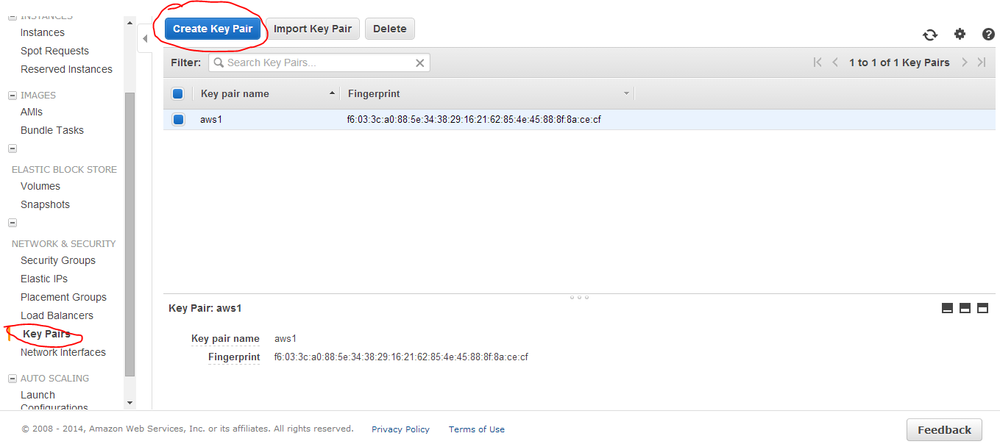 INSTANCES
Instances
Spot Requests
Reserved Instances
IMAGES
AMIs
Bundle Tasks
ELASTIC BLOCK STORE
Volumes
Snapshots
NETWORK & SECURITY
Security Groups
Elastic IPs
Placement Groups
Load Balancers
Key Pairs
Network Interfaces
AUTO SCALING
Launch
Configurations
Create Key Pair Import Key Pair Delete
Filter: Search Key Pairs... 1 to 1 of 1 Key Pairs
Key pair name Fingerprint
aws1 f6:03:3c:a0:88:5e:34:38:29:16:21:62:85:4e:45:88:8f:8a:ce:cf
Key Pair: aws1
Key pair name aws1
Fingerprint f6:03:3c:a0:88:5e:34:38:29:16:21:62:85:4e:45:88:8f:8a:ce:cf
© 2008 - 2014, Amazon Web Services, Inc. or its affiliates. All rights reserved. Privacy Policy Terms of Use Feedback